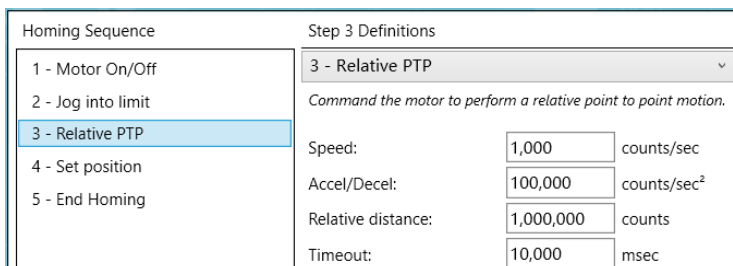 Homing Sequence
1 - Motor On/Off
2 - Jog into limit
3 - Relative PTP
4 - Set position
5 - End Homing
Step 3 Definitions
3 - Relative PTP
Command the motor to perform a relative point to point motion.
Speed: 1,000 counts/sec
Accel/Decel: 100,000 counts/sec²
Relative distance: 1,000,000 counts
Timeout: 10,000 msec